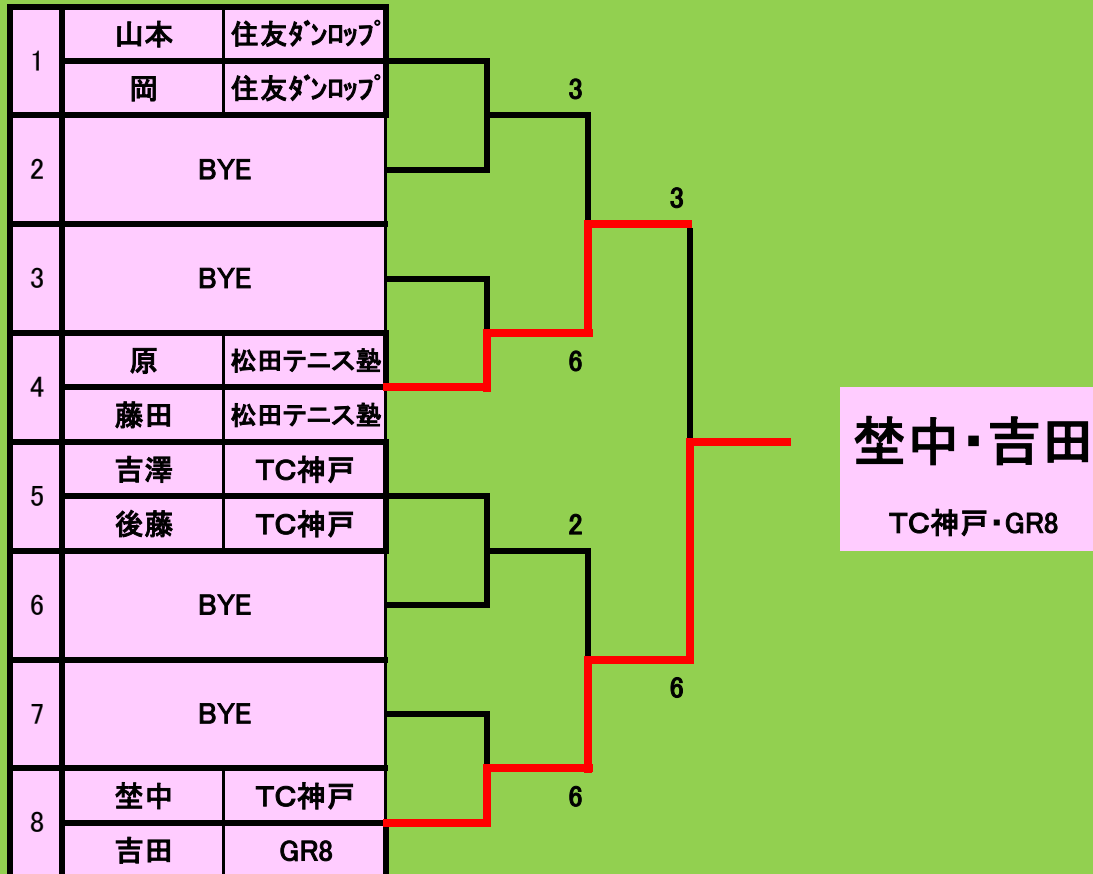 1
山本 住友ﾀﾞﾝﾛｯﾌﾟ
岡 住友ﾀﾞﾝﾛｯﾌﾟ
3
2 BYE
3
3 BYE
4
原 松田テニス塾
6
藤田 松田テニス塾
埜中・吉田
5
吉澤 TC神戸
後藤 TC神戸
2
TC神戸・GR8
6 BYE
6
7 BYE
8
埜中 TC神戸
6
吉田 GR8